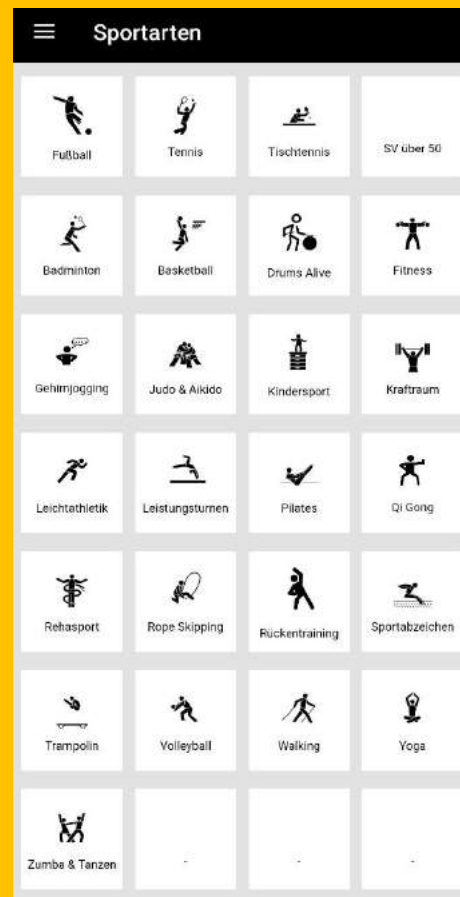 Sportarten
Fußball
Tennis
Tischtennis
SV über 50
Badminton
Basketball
Drums Alive
Fitness
Gehirnjogging
Judo & Aikido
Kindersport
Kraftraum
Leichtathletik
Leistungsturnen
Pilates
Qi Gong
Rehasport
Rope Skipping
Rückentraining
Sportabzeichen
Trampolin
Volleyball
Walking
Yoga
Zumba & Tanzen
-
-
-